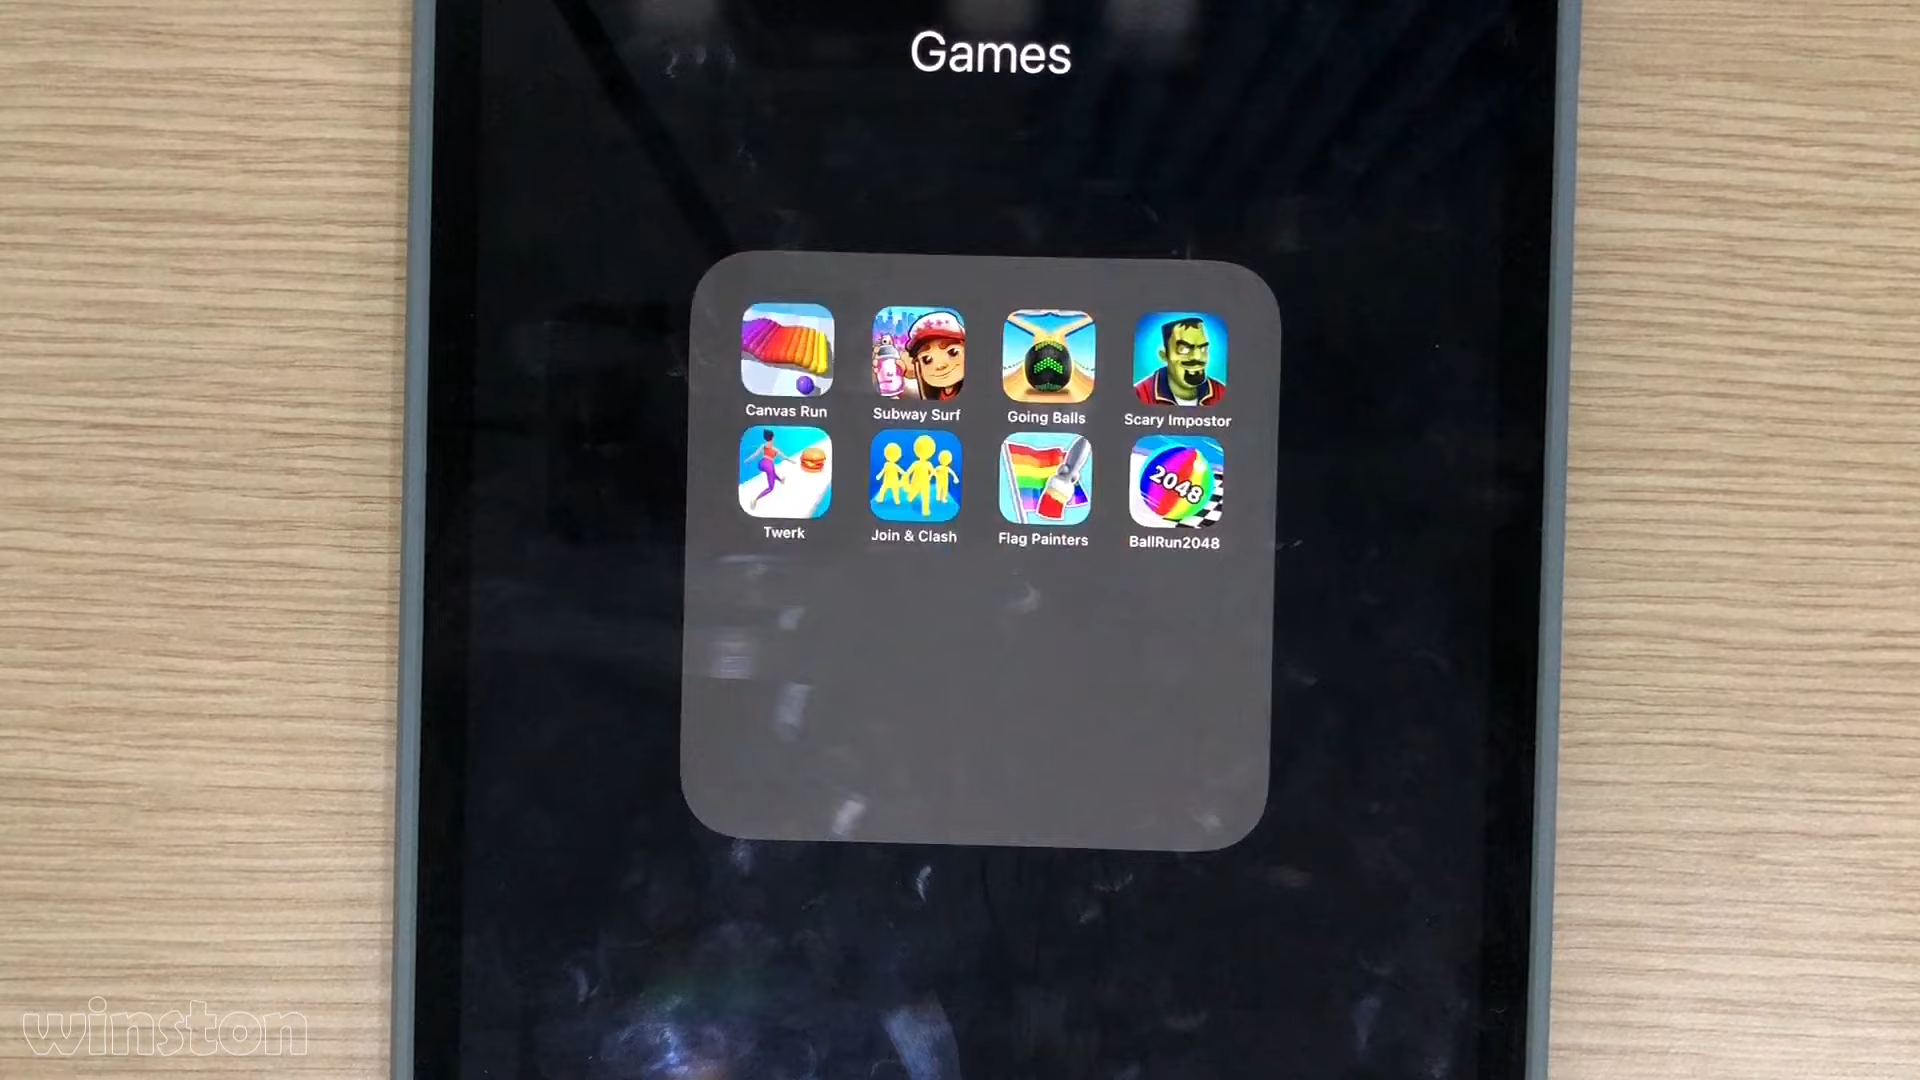 Games
Canvas Run
Subway Surf
Going Balls
Scary Impostor
2048
Twerk
Join & Clash
Flag Painters
BallRun2048
winston